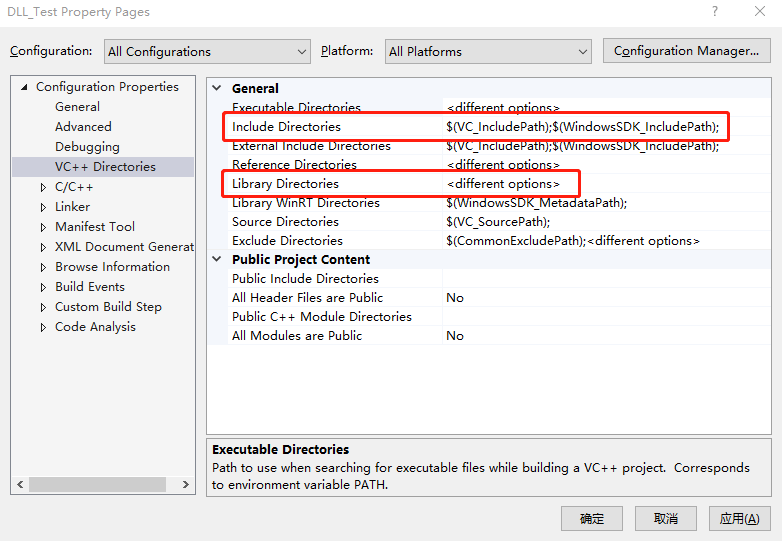 DLL_Test Property Pages ? ×
Configuration: All Configurations Platform: All Platforms Configuration Manager...
Configuration Properties
General
Advanced
Debugging
VC++ Directories
C/C++
Linker
Manifest Tool
XML Document Generat
Browse Information
Build Events
Custom Build Step
Code Analysis
General
Executable Directories <different options>
Include Directories $(VC_IncludePath);$(WindowsSDK_IncludePath);
External Include Directories $(VC_IncludePath);$(WindowsSDK_IncludePath);
Reference Directories <different options>
Library Directories <different options>
Library WinRT Directories $(WindowsSDK_MetadataPath);
Source Directories $(VC_SourcePath);
Exclude Directories $(CommonExcludePath);<different options>
Public Project Content
Public Include Directories
All Header Files are Public No
Public C++ Module Directories
All Modules are Public No
Executable Directories
Path to use when searching for executable files while building a VC++ project. Corresponds
to environment variable PATH.
确定 取消 应用(A)